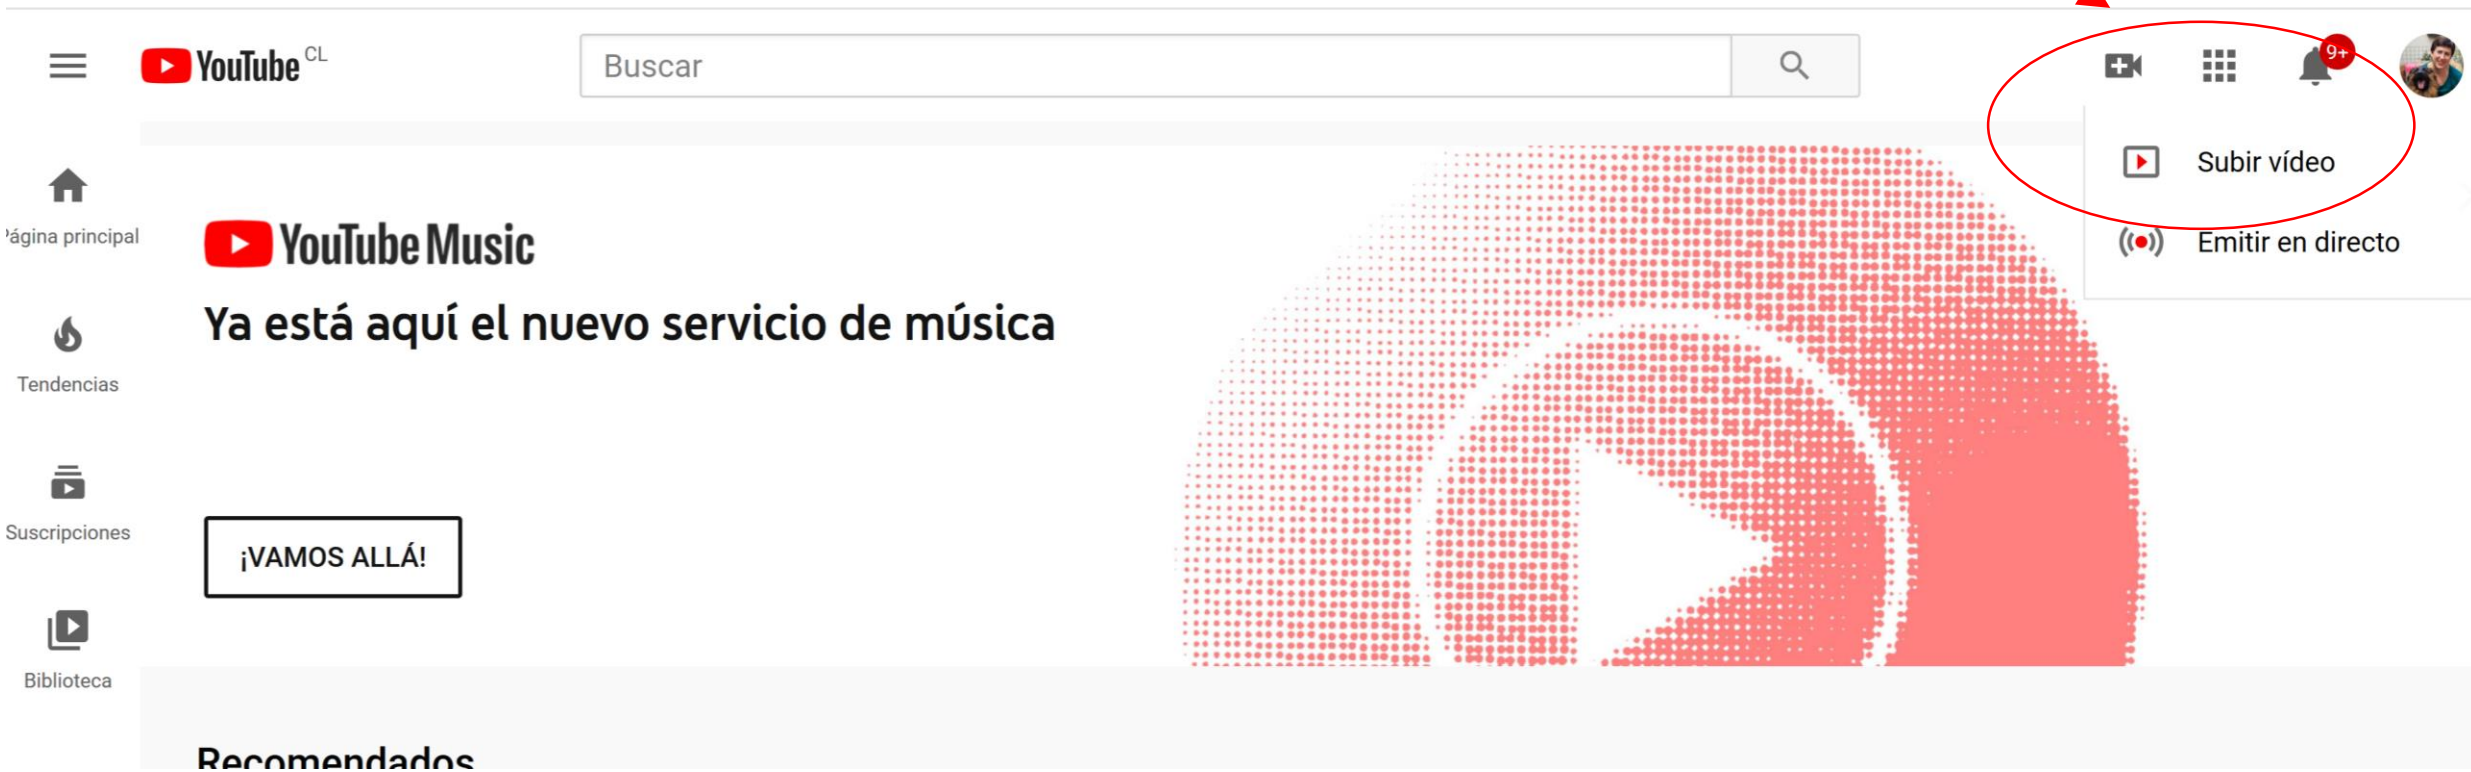 YouTube CL
Buscar
9+
Subir vídeo
Emitir en directo
Página principal
Tendencias
Suscripciones
Biblioteca
YouTube Music
Ya está aquí el nuevo servicio de música
¡VAMOS ALLÁ!
Recomendados